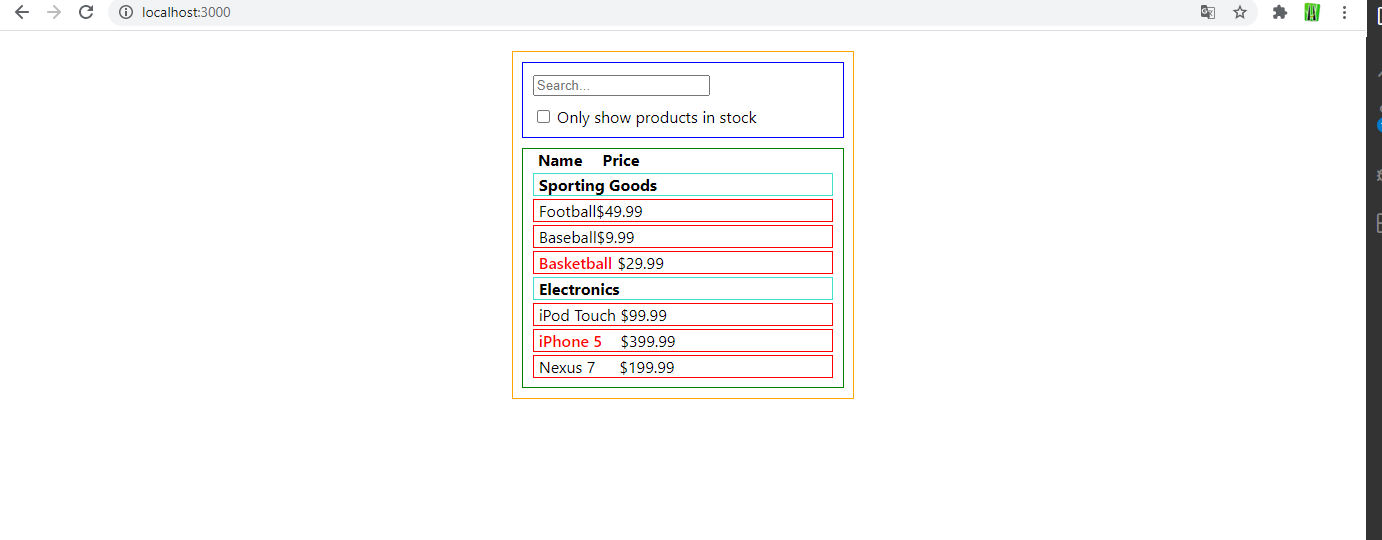 localhost:3000
Search...
Only show products in stock
Name Price
Sporting Goods
Football$49.99
Baseball$9.99
Basketball $29.99
Electronics
iPod Touch $99.99
iPhone 5 $399.99
Nexus 7 $199.99